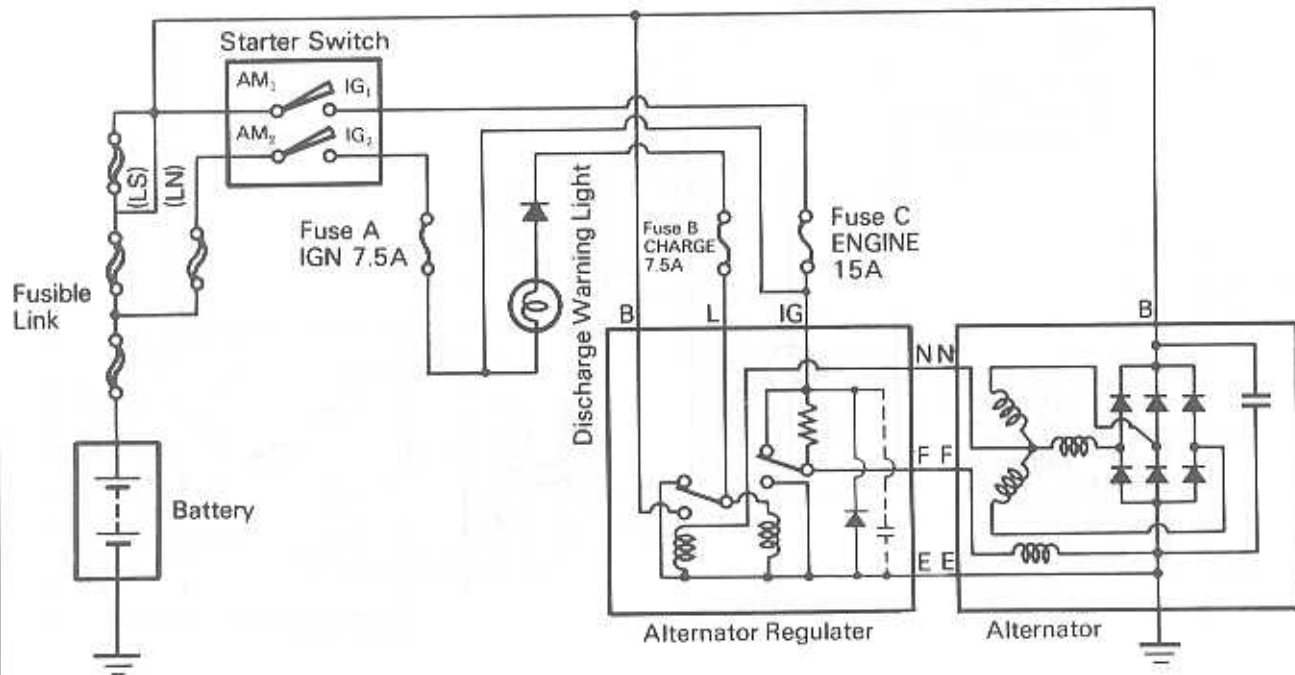 Starter Switch
AM₁ IG₁
AM₂ IG₂
(LS)
(LN)
Fusible
Link
Fuse A
IGN 7.5A
Discharge Warning Light
Fuse B
CHARGE
7.5A
Fuse C
ENGINE
15A
B L IG
B
N N
F F
E E
Battery
Alternator Regulater
Alternator